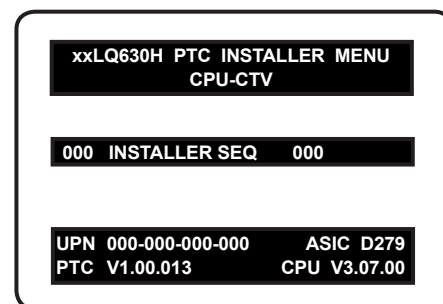 xxLQ630H PTC INSTALLER MENU
CPU-CTV
000 INSTALLER SEQ 000
UPN 000-000-000-000 ASIC D279
PTC V1.00.013 CPU V3.07.00